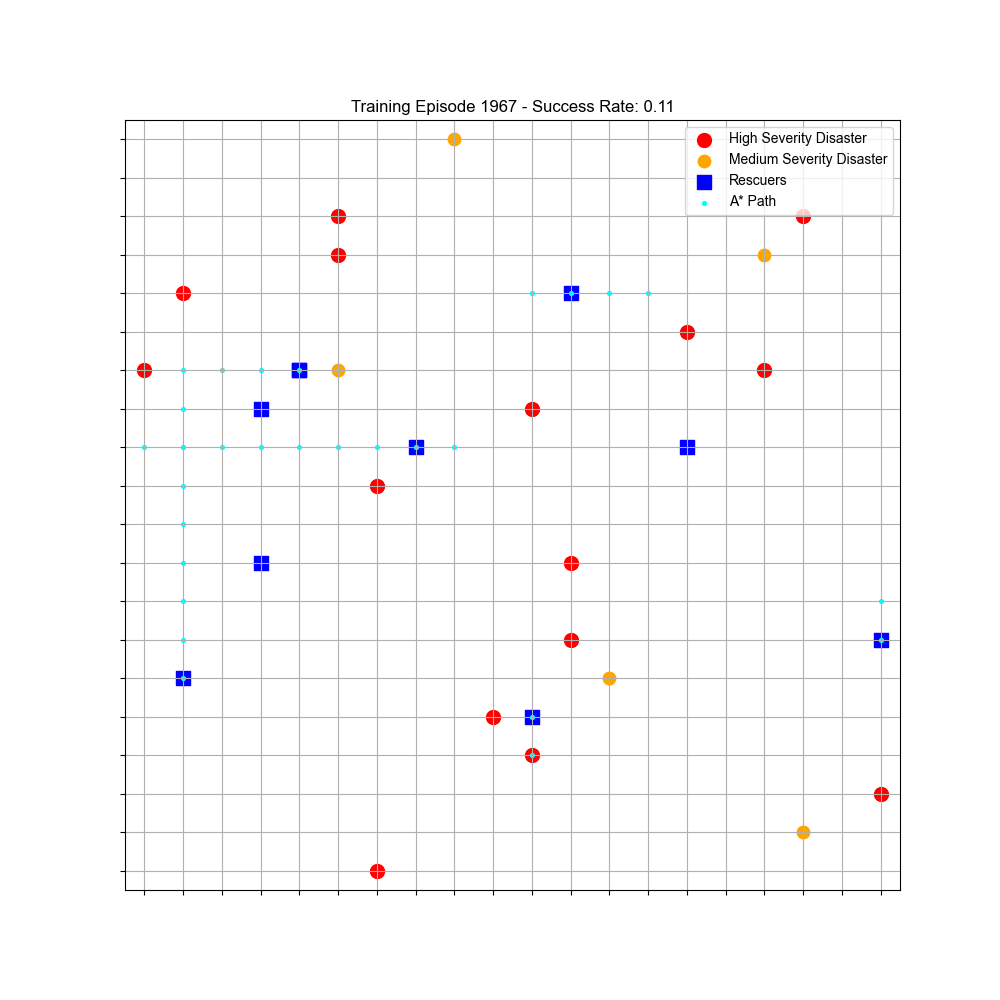 Training Episode 1967 - Success Rate: 0.11
High Severity Disaster
Medium Severity Disaster
Rescuers
A* Path